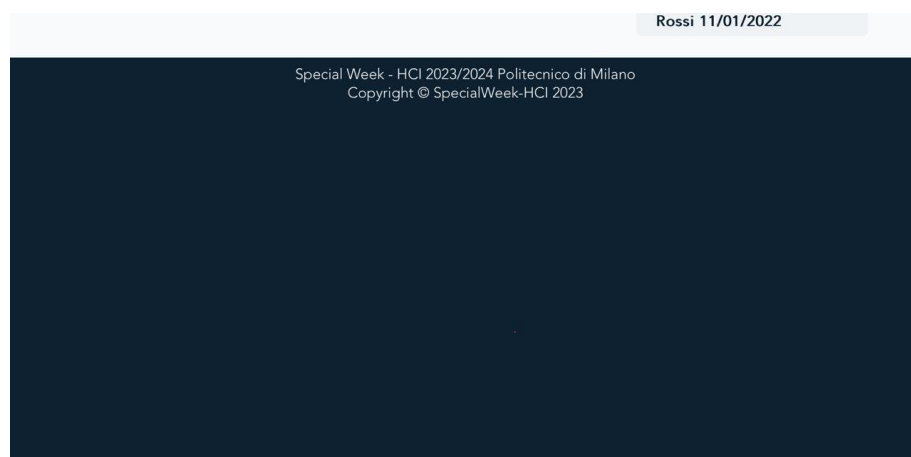 Rossi 11/01/2022
Special Week - HCI 2023/2024 Politecnico di Milano
Copyright © SpecialWeek-HCI 2023